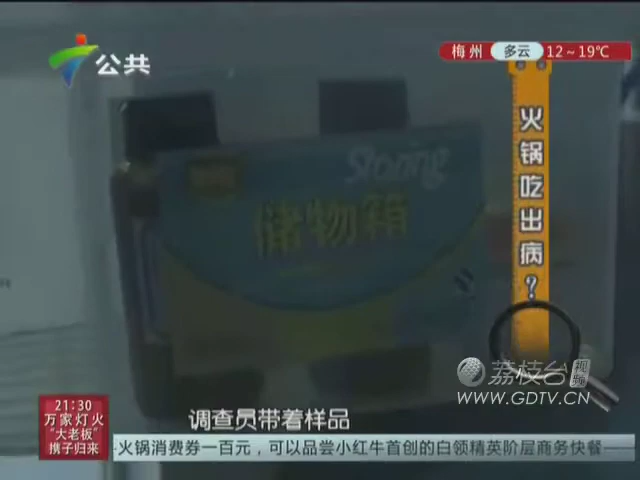 公共
梅州 多云 12～19℃
火锅吃出病？
Strong
储物箱
荔枝台 视频
www.GDTV.cn
调查员带着样品
21:30
万家灯火
"大老板"
携子归来
火锅消费券一百元，可以品尝小红牛首创的白领精英阶层商务快餐